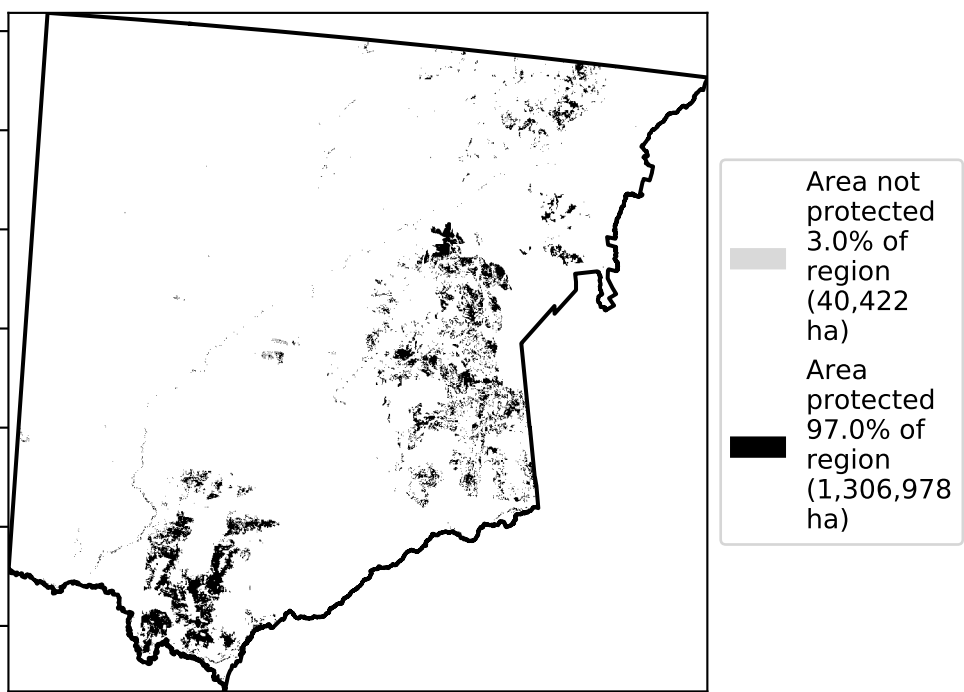 Area not
protected
3.0% of
region
(40,422
ha)
Area
protected
97.0% of
region
(1,306,978
ha)